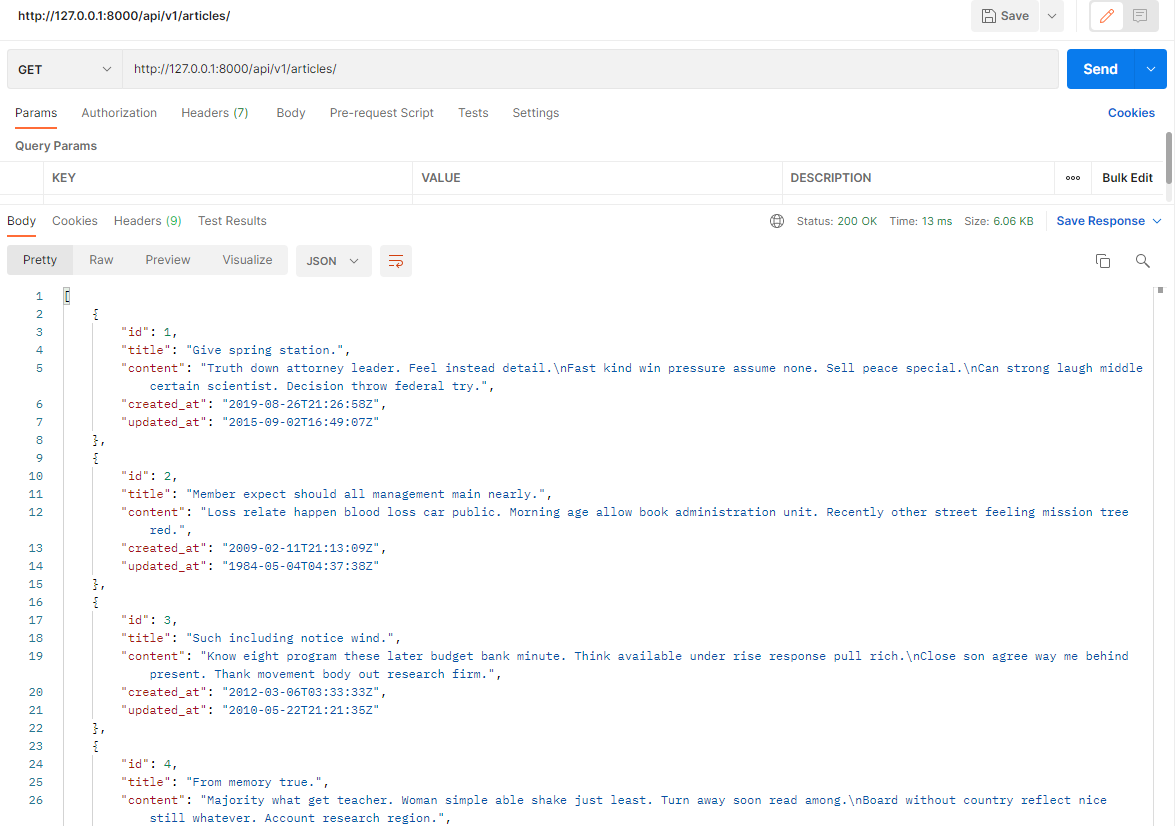 http://127.0.0.1:8000/api/v1/articles/
Save
GET
http://127.0.0.1:8000/api/v1/articles/
Send
Params Authorization Headers (7) Body Pre-request Script Tests Settings Cookies
Query Params
KEY VALUE DESCRIPTION ooo Bulk Edit
Body Cookies Headers (9) Test Results Status: 200 OK Time: 13 ms Size: 6.06 KB Save Response
Pretty Raw Preview Visualize JSON
1 [
2 {
3 "id": 1,
4 "title": "Give spring station.",
5 "content": "Truth down attorney leader. Feel instead detail.\nFast kind win pressure assume none. Sell peace special.\nCan strong laugh middle
certain scientist. Decision throw federal try.",
6 "created_at": "2019-08-26T21:26:58Z",
7 "updated_at": "2015-09-02T16:49:07Z"
8 },
9 {
10 "id": 2,
11 "title": "Member expect should all management main nearly.",
12 "content": "Loss relate happen blood loss car public. Morning age allow book administration unit. Recently other street feeling mission tree
red.",
13 "created_at": "2009-02-11T21:13:09Z",
14 "updated_at": "1984-05-04T04:37:38Z"
15 },
16 {
17 "id": 3,
18 "title": "Such including notice wind.",
19 "content": "Know eight program these later budget bank minute. Think available under rise response pull rich.\nClose son agree way me behind
present. Thank movement body out research firm.",
20 "created_at": "2012-03-06T03:33:33Z",
21 "updated_at": "2010-05-22T21:21:35Z"
22 },
23 {
24 "id": 4,
25 "title": "From memory true.",
26 "content": "Majority what get teacher. Woman simple able shake just least. Turn away soon read among.\nBoard without country reflect nice
still whatever. Account research region.",